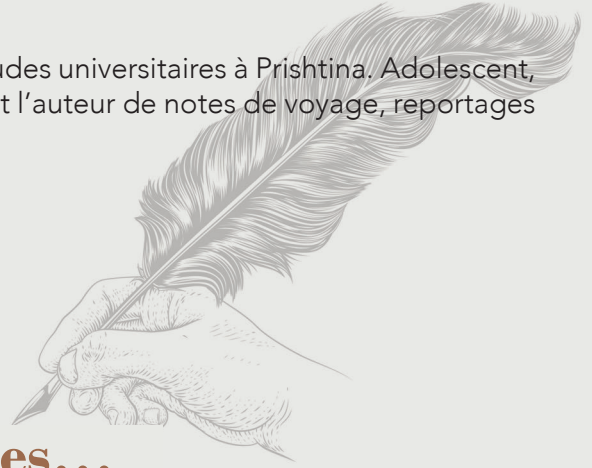 udes universitaires à Prishtina. Adolescent,
t l'auteur de notes de voyage, reportages
es...